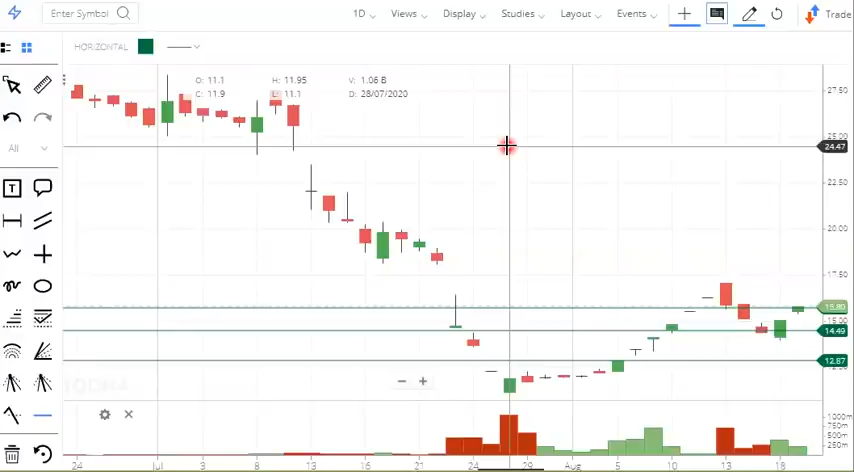 Enter Symbol
1D
Views
Display
Studies
Layout
Events
Trade
HORIZONTAL
O: 11.1 H: 11.95 V: 1.06 B
C: 11.9 L: 11.1 D: 28/07/2020
All
T
27.50
25.00
24.47
22.50
20.00
17.50
15.80
15.00
14.49
12.87
1000m
750m
500m
250m
24 Jul 3 8 13 16 21 24 29 Aug 5 10 13 18